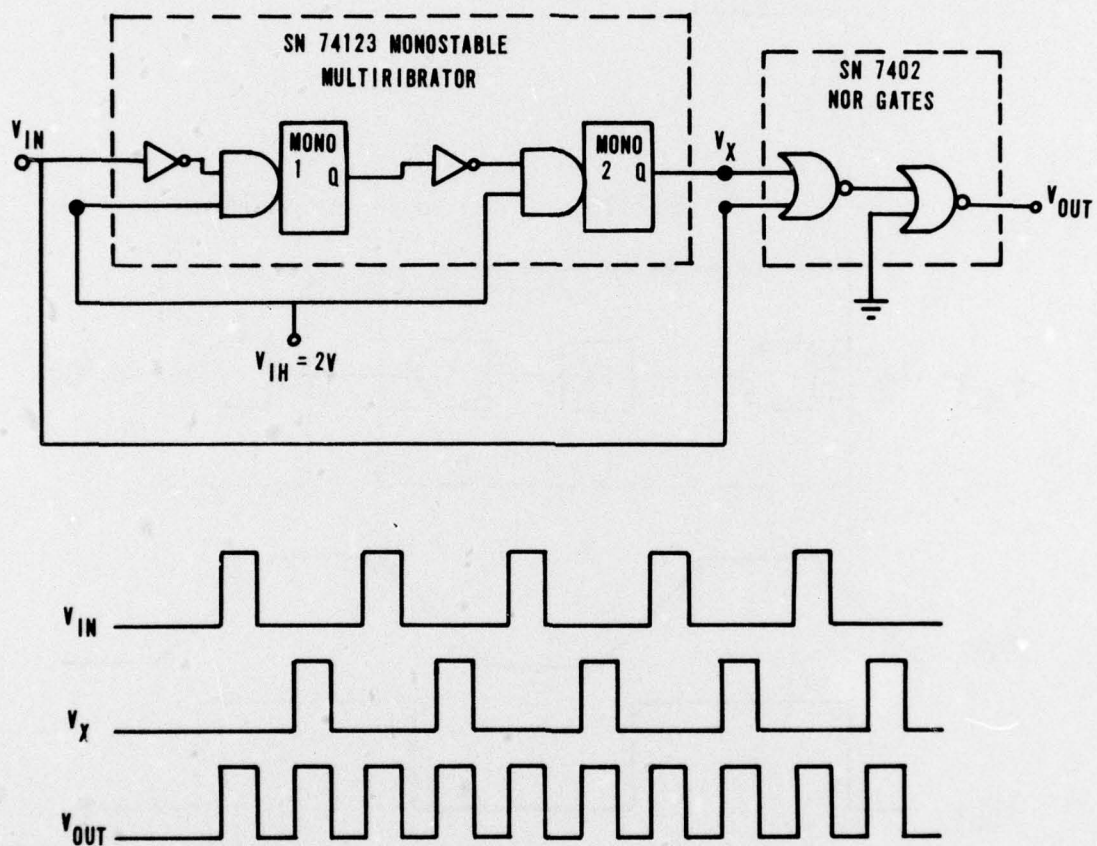 SN 74123 MONOSTABLE
MULTIRIBRATOR
SN 7402
NOR GATES
V_IN
MONO
1 Q
MONO
2 Q
V_X
V_OUT
V_IH = 2V
V_IN
V_X
V_OUT